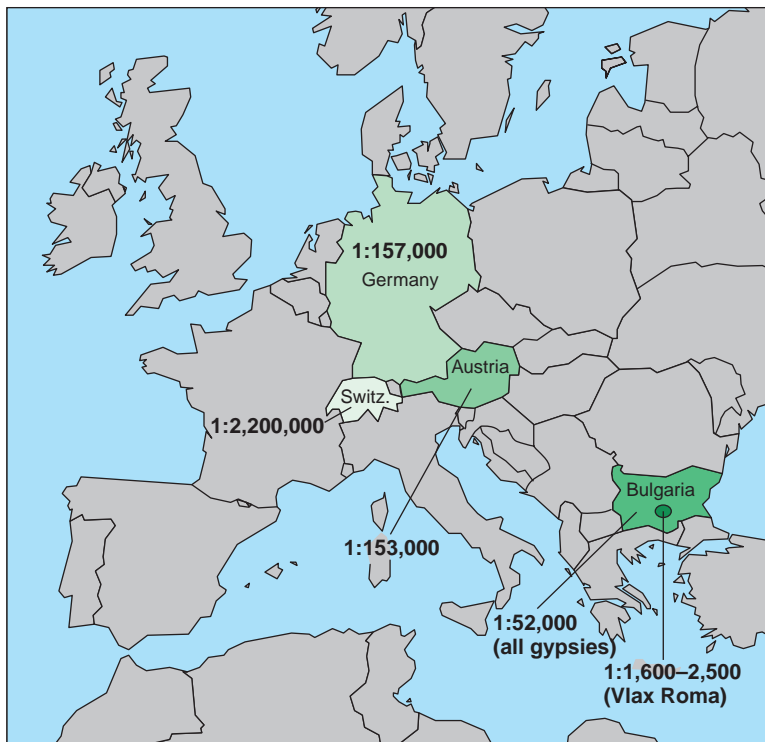 1:157,000
Germany
Austria
Switz.
1:2,200,000
Bulgaria
1:153,000
1:52,000
(all gypsies)
1:1,600–2,500
(Vlax Roma)